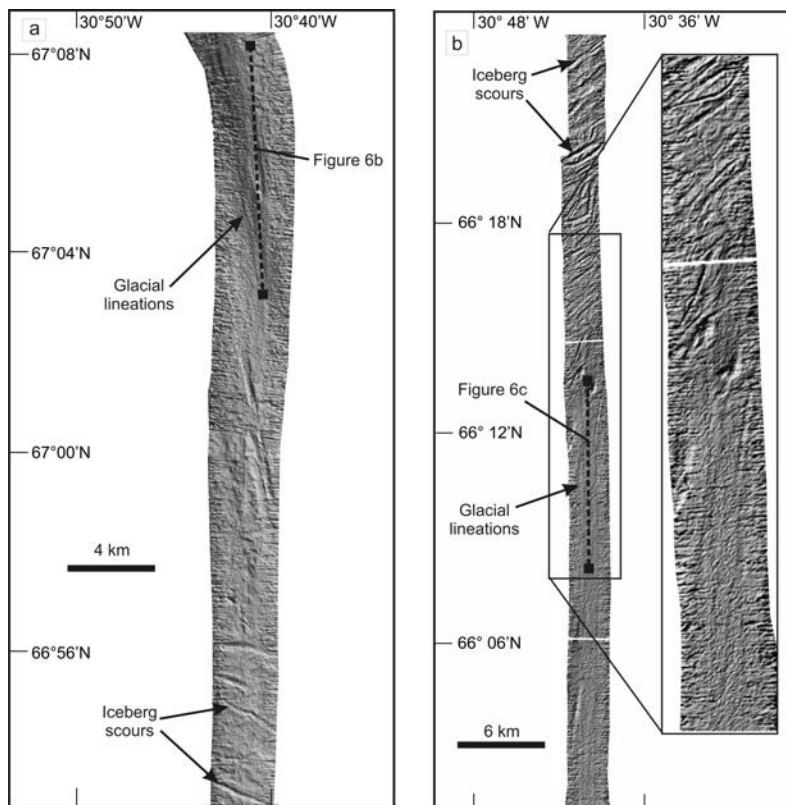 a
30°50'W
30°40'W
67°08'N
67°04'N
67°00'N
66°56'N
Figure 6b
Glacial
lineations
4 km
Iceberg
scours
b
30° 48' W
30° 36' W
Iceberg
scours
66° 18'N
66° 12'N
66° 06'N
Figure 6c
Glacial
lineations
6 km